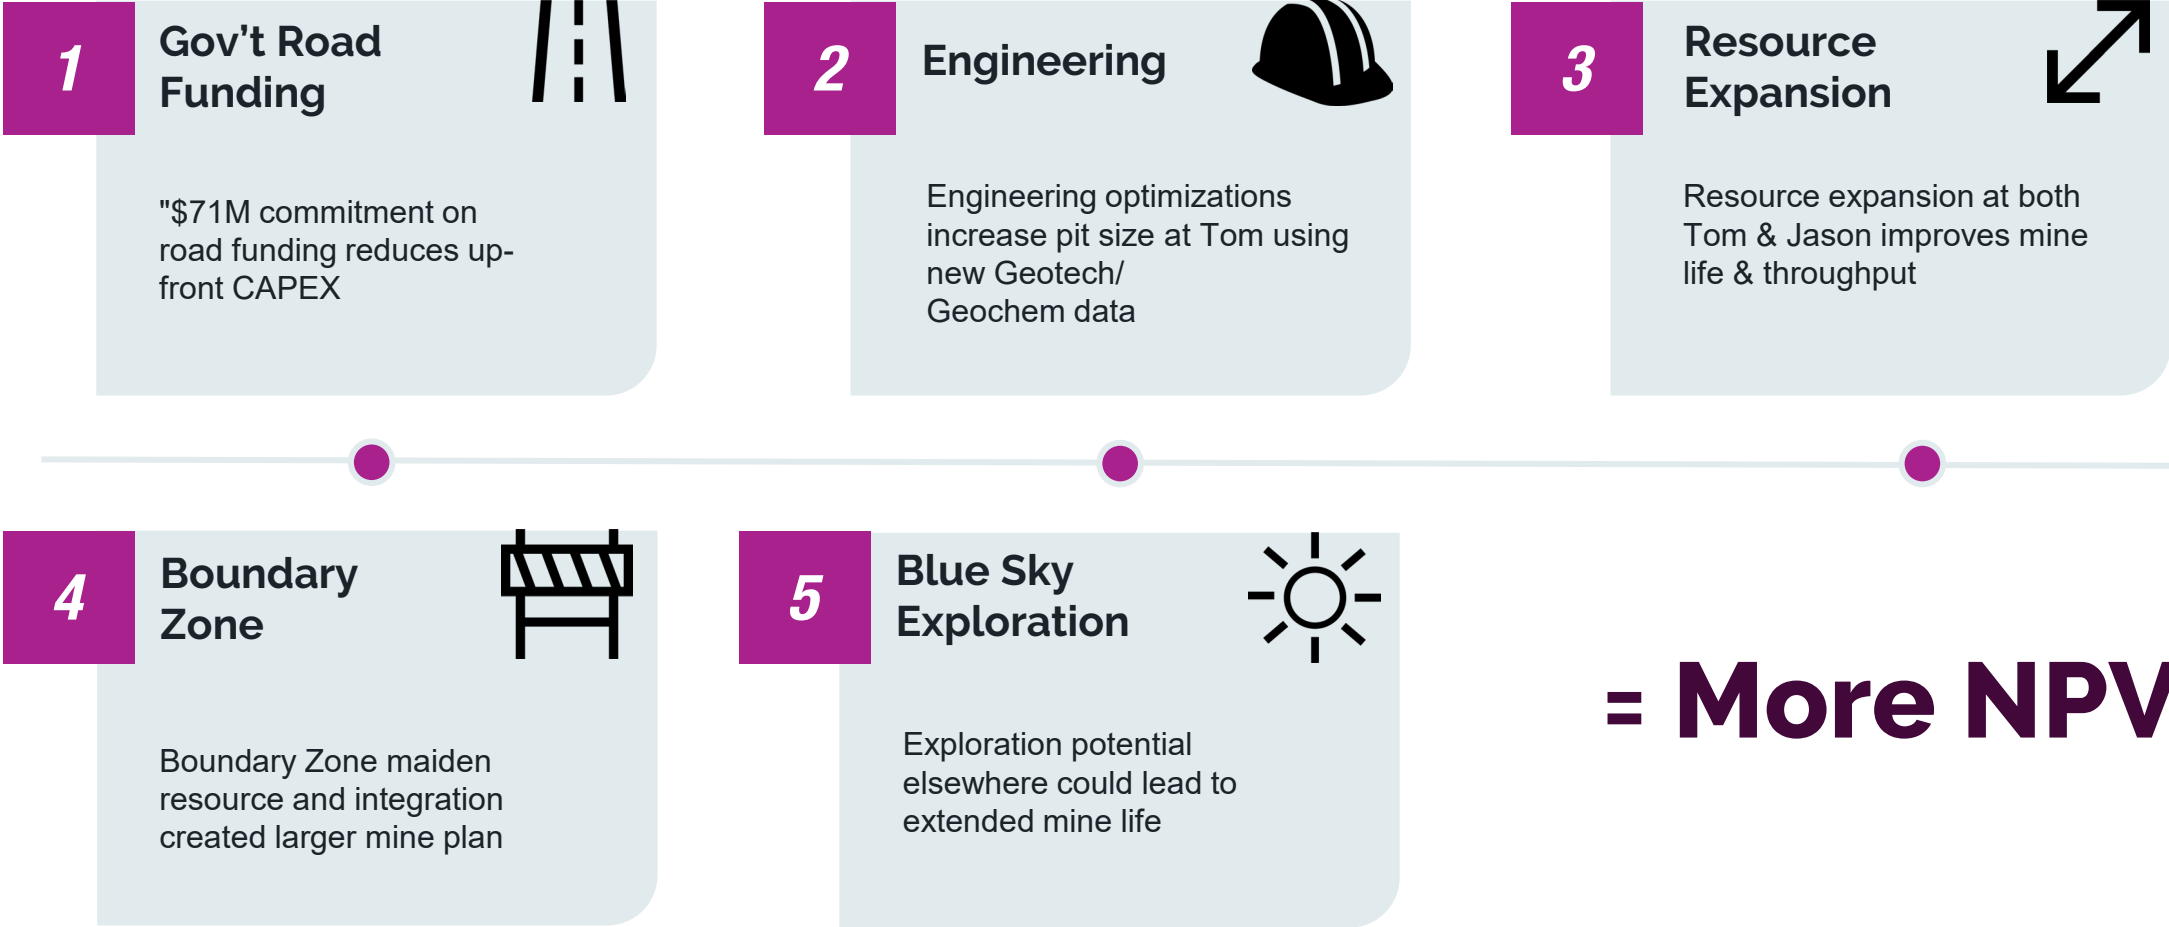 1
Gov’t Road
Funding
"$71M commitment on
road funding reduces up-
front CAPEX
2
Engineering
Engineering optimizations
increase pit size at Tom using
new Geotech/
Geochem data
3
Resource
Expansion
Resource expansion at both
Tom & Jason improves mine
life & throughput
4
Boundary
Zone
Boundary Zone maiden
resource and integration
created larger mine plan
5
Blue Sky
Exploration
Exploration potential
elsewhere could lead to
extended mine life
= More NPV